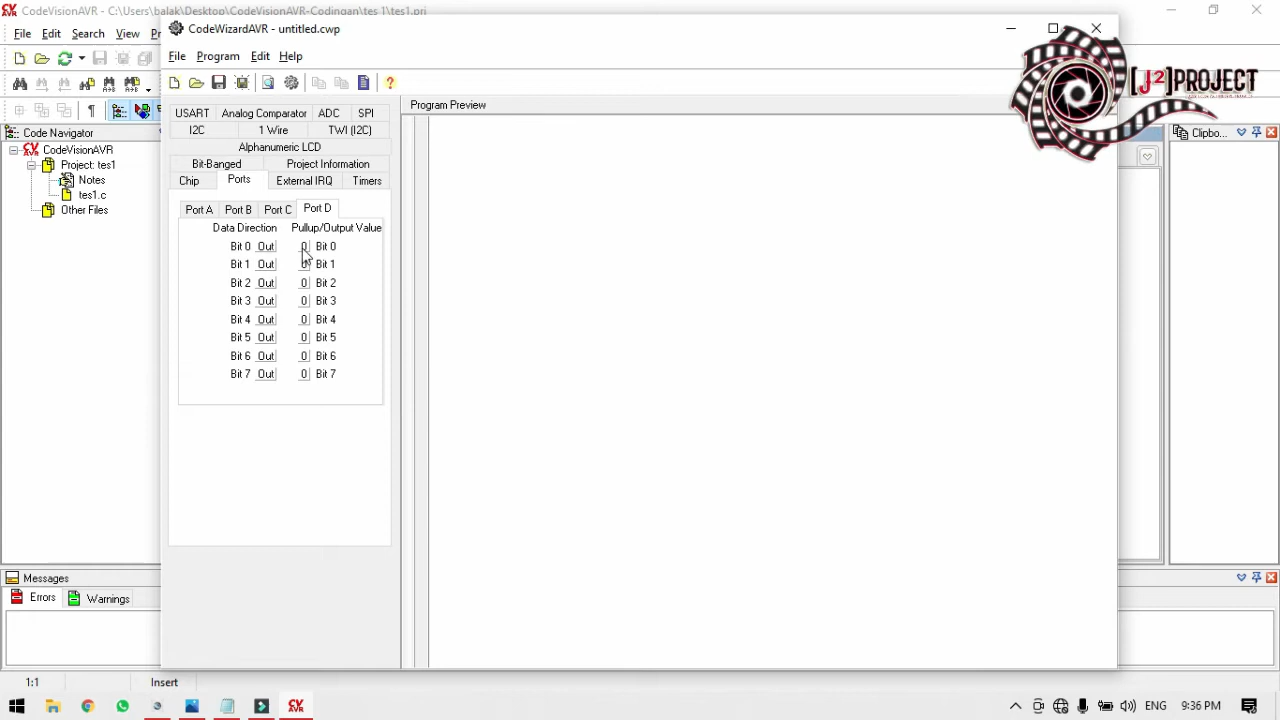 CodeVisionAVR - C:\Users\balak\Desktop\CodeVisionAVR-Codingan\tes 1\tes1.prj
File Edit Search View
CodeWizardAVR - untitled.cwp
File Program Edit Help
[J2]PROJECT
USART Analog Comparator ADC SPI
I2C 1 Wire TWI (I2C)
Alphanumeric LCD
Bit-Banged Project Information
Chip Ports External IRQ Timers
Port A Port B Port C Port D
Data Direction Pullup/Output Value
Bit 0 Out 0 Bit 0
Bit 1 Out 0 Bit 1
Bit 2 Out 0 Bit 2
Bit 3 Out 0 Bit 3
Bit 4 Out 0 Bit 4
Bit 5 Out 0 Bit 5
Bit 6 Out 0 Bit 6
Bit 7 Out 0 Bit 7
Program Preview
Code Navigator
CodeVisionAVR
Project: tes1
Notes
tes1.c
Other Files
Clipbo...
Messages
Errors Warnings
1:1 Insert
ENG 9:36 PM